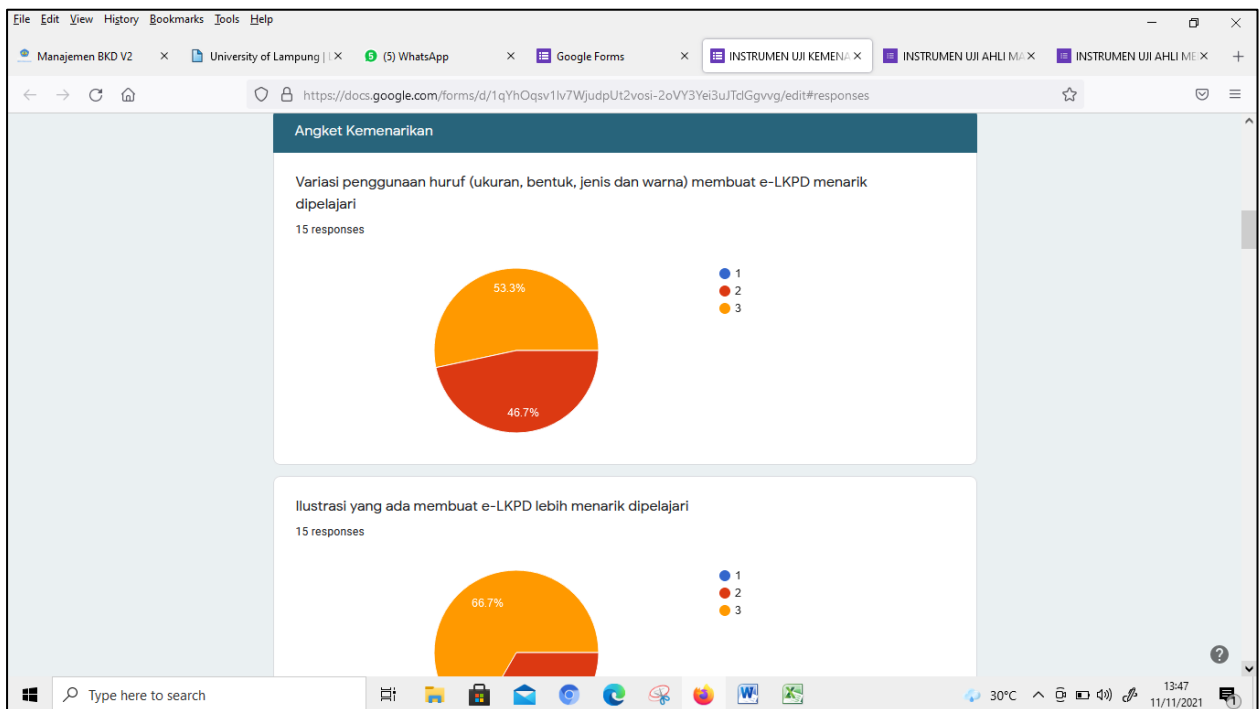 File Edit View History Bookmarks Tools Help
Manajemen BKD V2
University of Lampung |
(5) WhatsApp
Google Forms
INSTRUMEN UJI KEMENA
INSTRUMEN UJI AHLI MA
INSTRUMEN UJI AHLI ME
https://docs.google.com/forms/d/1qYhOqsv1lv7WjudpUt2vosi-2oVY3Yei3uJTclGgvvg/edit#responses
Angket Kemenarikan
Variasi penggunaan huruf (ukuran, bentuk, jenis dan warna) membuat e-LKPD menarik
dipelajari
15 responses
53.3%
46.7%
1
2
3
Ilustrasi yang ada membuat e-LKPD lebih menarik dipelajari
15 responses
66.7%
1
2
3
Type here to search
30°C
13:47
11/11/2021